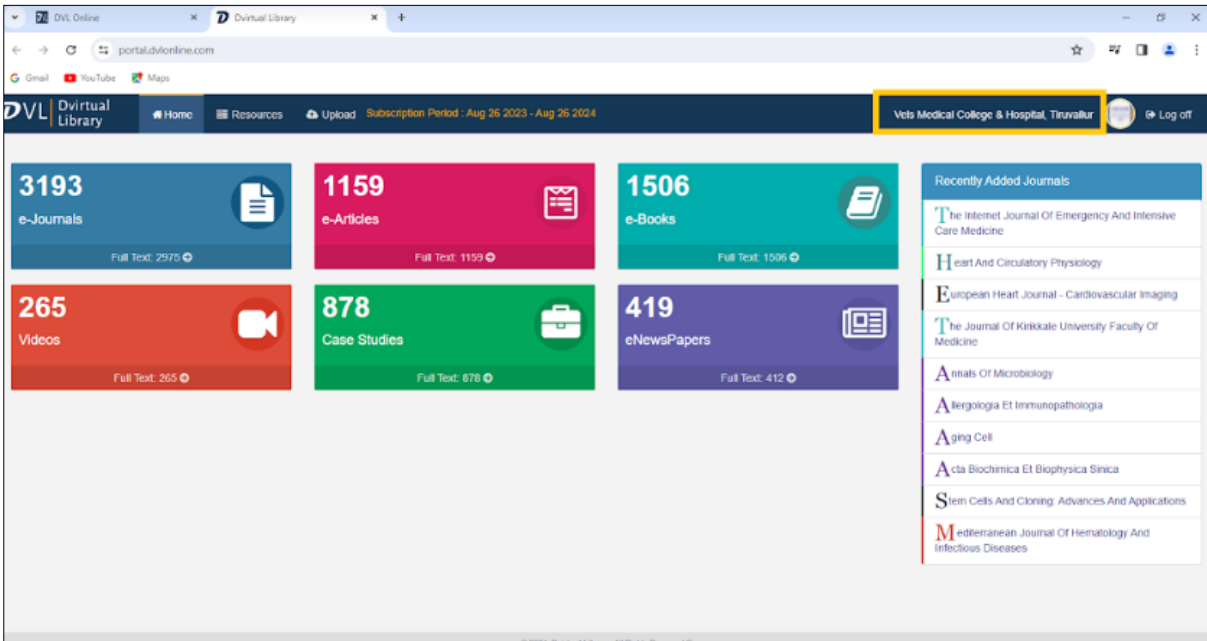 DVL Online
Dvirtual Library
portal.dvlonline.com
Gmail YouTube Maps
DVL Dvirtual Library
Home Resources Upload Subscription Period : Aug 26 2023 - Aug 26 2024 Vels Medical College & Hospital, Tiruvallur Log off
3193
e-Journals
Full Text: 2975
1159
e-Articles
Full Text: 1159
1506
e-Books
Full Text: 1506
265
Videos
Full Text: 265
878
Case Studies
Full Text: 878
419
eNewsPapers
Full Text: 412
Recently Added Journals
The Internet Journal Of Emergency And Intensive
Care Medicine
Heart And Circulatory Physiology
European Heart Journal - Cardiovascular Imaging
The Journal Of Kirikkale University Faculty Of
Medicine
Annals Of Microbiology
Allergologia Et Immunopathologia
Aging Cell
Acta Biochimica Et Biophysica Sinica
Stem Cells And Cloning: Advances And Applications
Mediterranean Journal Of Hematology And
Infectious Diseases